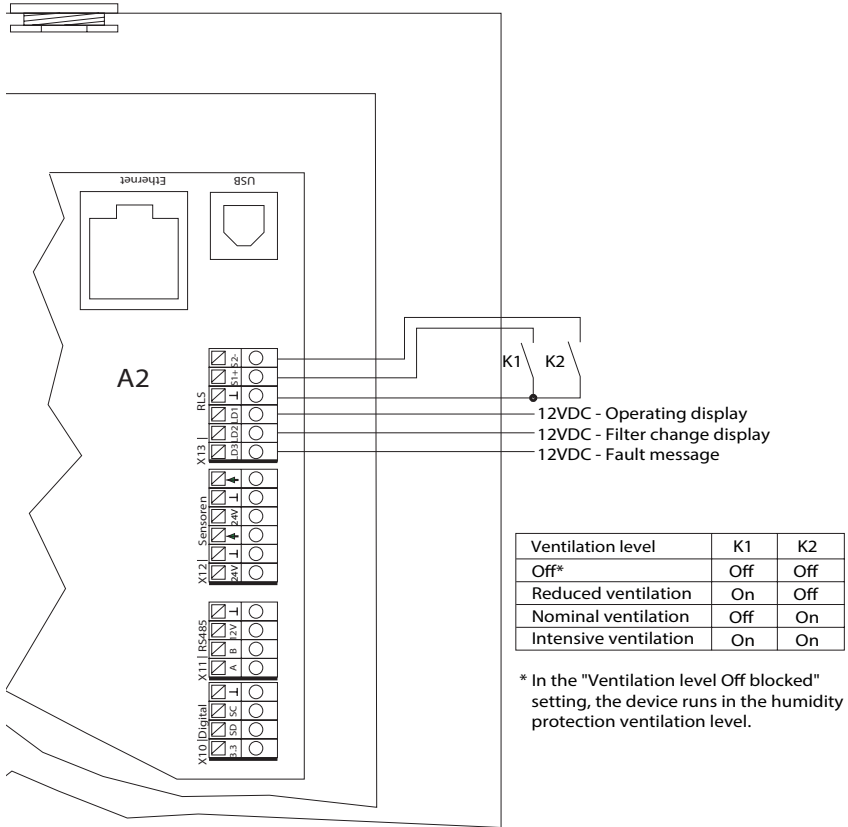 Ethernet
USB
A2
X13 | RLS
S2-
S1+
⊥
LD1
LD2
LD3
X12| Sensoren
⊥
24V
⊥
24V
X11 | RS485
⊥
12V
B
A
X10 |Digital
⊥
SC
SD
3.3
K1 K2
12VDC - Operating display
12VDC - Filter change display
12VDC - Fault message
Ventilation level K1 K2
Off* Off Off
Reduced ventilation On Off
Nominal ventilation Off On
Intensive ventilation On On
* In the "Ventilation level Off blocked"
setting, the device runs in the humidity
protection ventilation level.